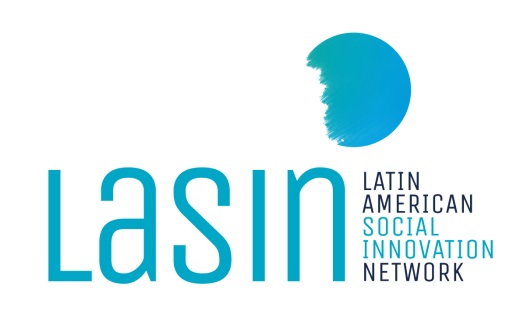 LaSIn
LATIN
AMERICAN
SOCIAL
INNOVATION
NETWORK